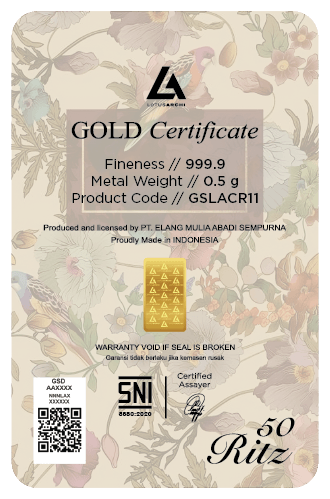 LOTUSARCHI
GOLD Certificate
Fineness // 999.9
Metal Weight // 0.5 g
Product Code // GSLACR11
Produced and licensed by PT. ELANG MULIA ABADI SEMPURNA
Proudly Made in INDONESIA
WARRANTY VOID IF SEAL IS BROKEN
Garansi tidak berlaku jika kemasan rusak
GSD
AAXXXX
NNNLAX
XXXXXX
SNI
8880:2020
Certified
Assayer
50
Ritz